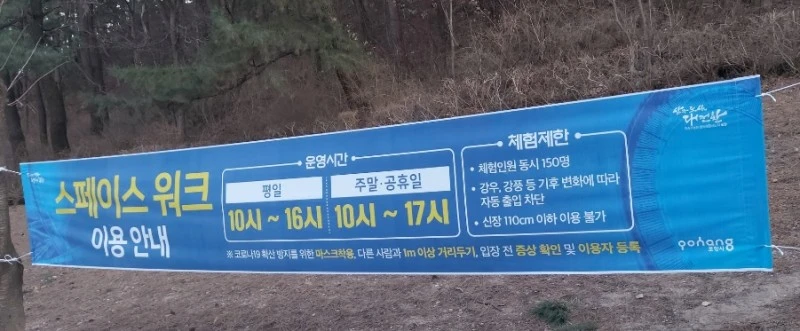 스페이스 워크
이용 안내
운영시간
평일
10시 ~ 16시
주말·공휴일
10시 ~ 17시
체험제한
• 체험인원 동시 150명
• 강우, 강풍 등 기후 변화에 따라
자동 출입 차단
• 신장 110cm 이하 이용 불가
※ 코로나19 확산 방지를 위한 마스크착용, 다른 사람과 1m 이상 거리두기, 입장 전 증상 확인 및 이용자 등록
pohang
포항시